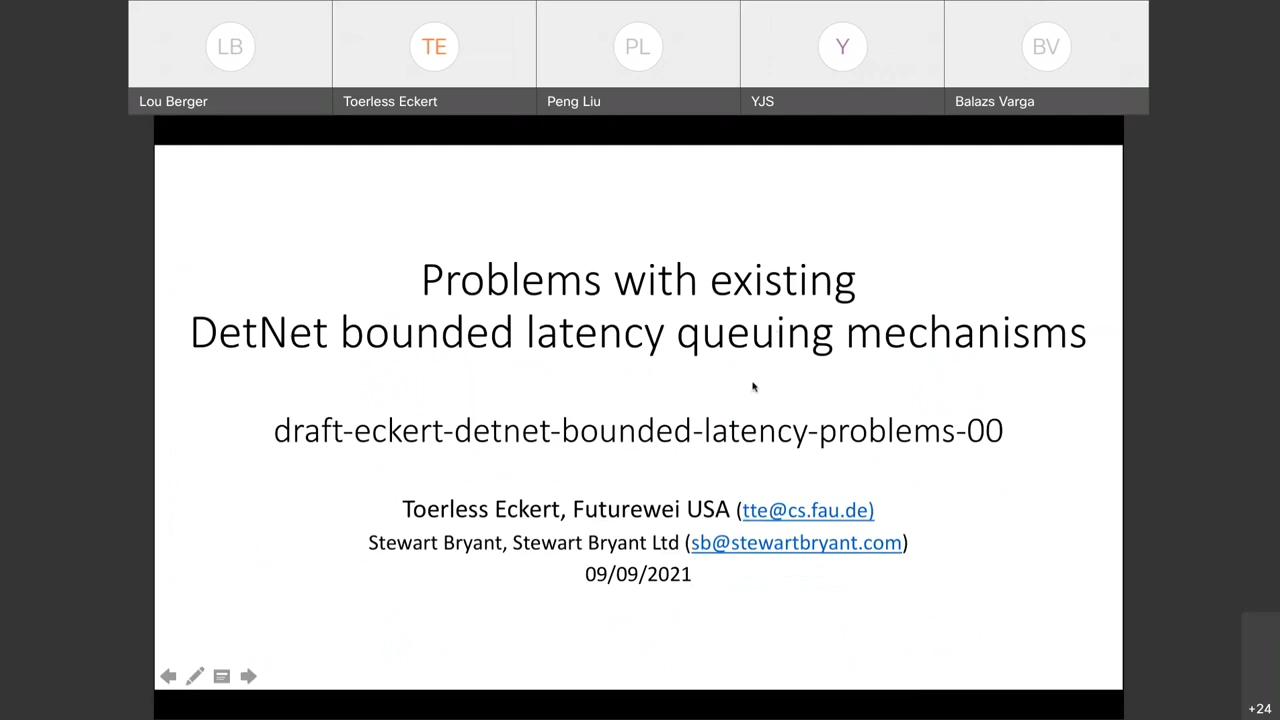 LB
TE
PL
Y
BV
Lou Berger
Toerless Eckert
Peng Liu
YJS
Balazs Varga
Problems with existing
DetNet bounded latency queuing mechanisms
draft-eckert-detnet-bounded-latency-problems-00
Toerless Eckert, Futurewei USA (tte@cs.fau.de)
Stewart Bryant, Stewart Bryant Ltd (sb@stewartbryant.com)
09/09/2021
+24